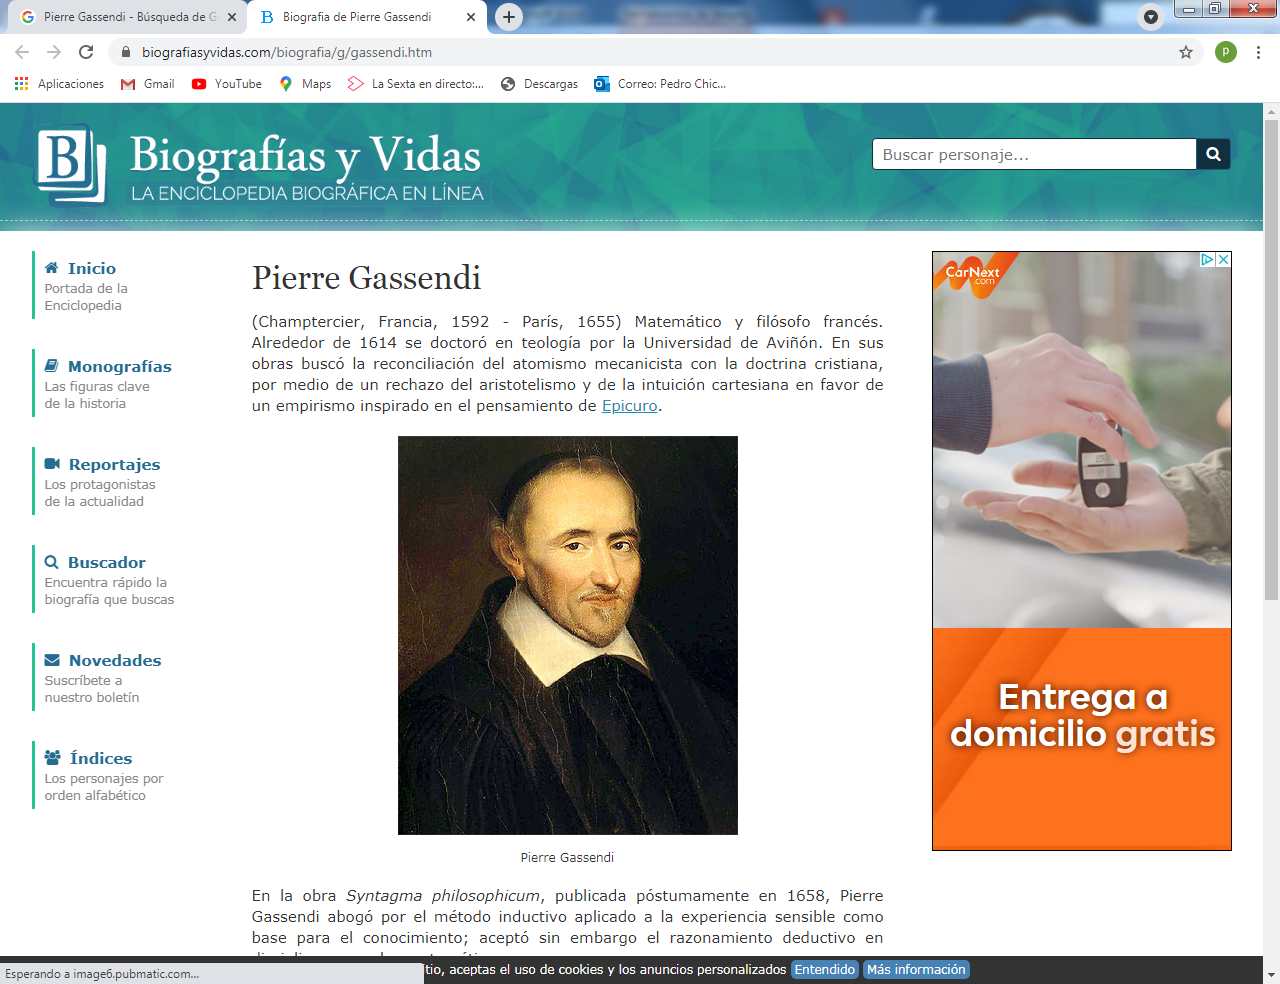 Pierre Gassendi - Búsqueda de G
Biografia de Pierre Gassendi
biografiasyvidas.com/biografia/g/gassendi.htm
p
Aplicaciones
Gmail
YouTube
Maps
La Sexta en directo:...
Descargas
Correo: Pedro Chic...
B
Biografías y Vidas
LA ENCICLOPEDIA BIOGRÁFICA EN LÍNEA
Buscar personaje...
Inicio
Portada de la
Enciclopedia
Monografías
Las figuras clave
de la historia
Reportajes
Los protagonistas
de la actualidad
Buscador
Encuentra rápido la
biografía que buscas
Novedades
Suscríbete a
nuestro boletín
Índices
Los personajes por
orden alfabético
Pierre Gassendi
(Champtercier, Francia, 1592 - París, 1655) Matemático y filósofo francés.
Alrededor de 1614 se doctoró en teología por la Universidad de Aviñón. En sus
obras buscó la reconciliación del atomismo mecanicista con la doctrina cristiana,
por medio de un rechazo del aristotelismo y de la intuición cartesiana en favor de
un empirismo inspirado en el pensamiento de Epicuro.
Pierre Gassendi
En la obra Syntagma philosophicum, publicada póstumamente en 1658, Pierre
Gassendi abogó por el método inductivo aplicado a la experiencia sensible como
base para el conocimiento; aceptó sin embargo el razonamiento deductivo en
CarNext
.com
Entrega a
domicilio gratis
Esperando a image6.pubmatic.com...
tio, aceptas el uso de cookies y los anuncios personalizados
Entendido
Más información